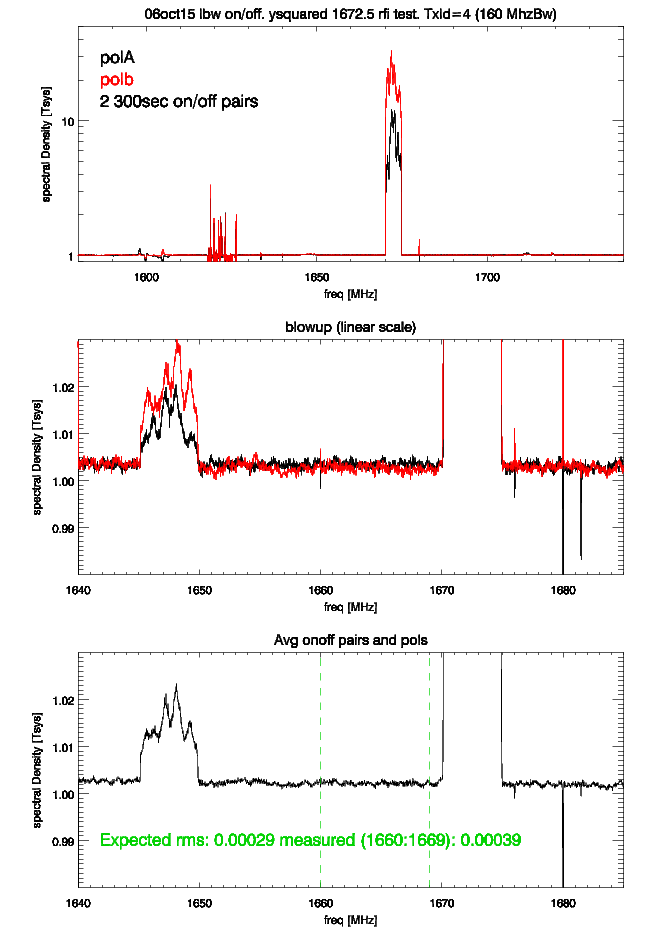 06oct15 lbw on/off. ysquared 1672.5 rfi test. TxId=4 (160 MhzBw)
polA
polb
2 300sec on/off pairs
spectral Density [Tsys]
10
1
1600
1650
1700
freq [MHz]
blowup (linear scale)
spectral Density [Tsys]
1.02
1.01
1.00
0.99
1640
1650
1660
1670
1680
freq [MHz]
Avg onoff pairs and pols
spectral Density [Tsys]
1.02
1.01
1.00
0.99
Expected rms: 0.00029 measured (1660:1669): 0.00039
1640
1650
1660
1670
1680
freq [MHz]